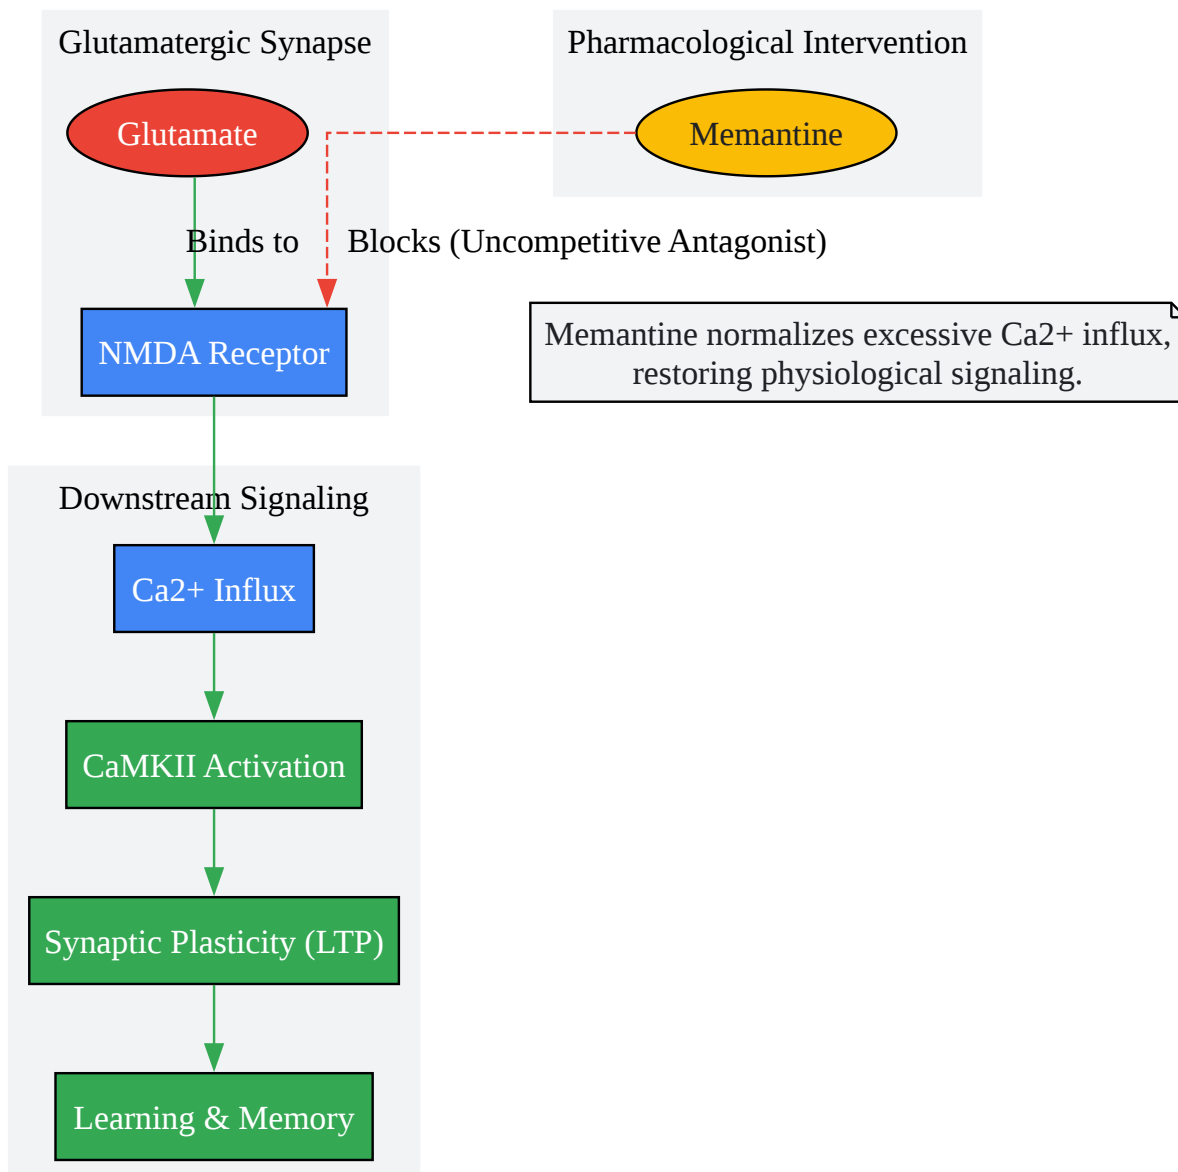 Glutamatergic Synapse
Pharmacological Intervention
Glutamate
Memantine
Binds to
Blocks (Uncompetitive Antagonist)
NMDA Receptor
Memantine normalizes excessive Ca2+ influx,
restoring physiological signaling.
Downstream Signaling
Ca2+ Influx
CaMKII Activation
Synaptic Plasticity (LTP)
Learning & Memory